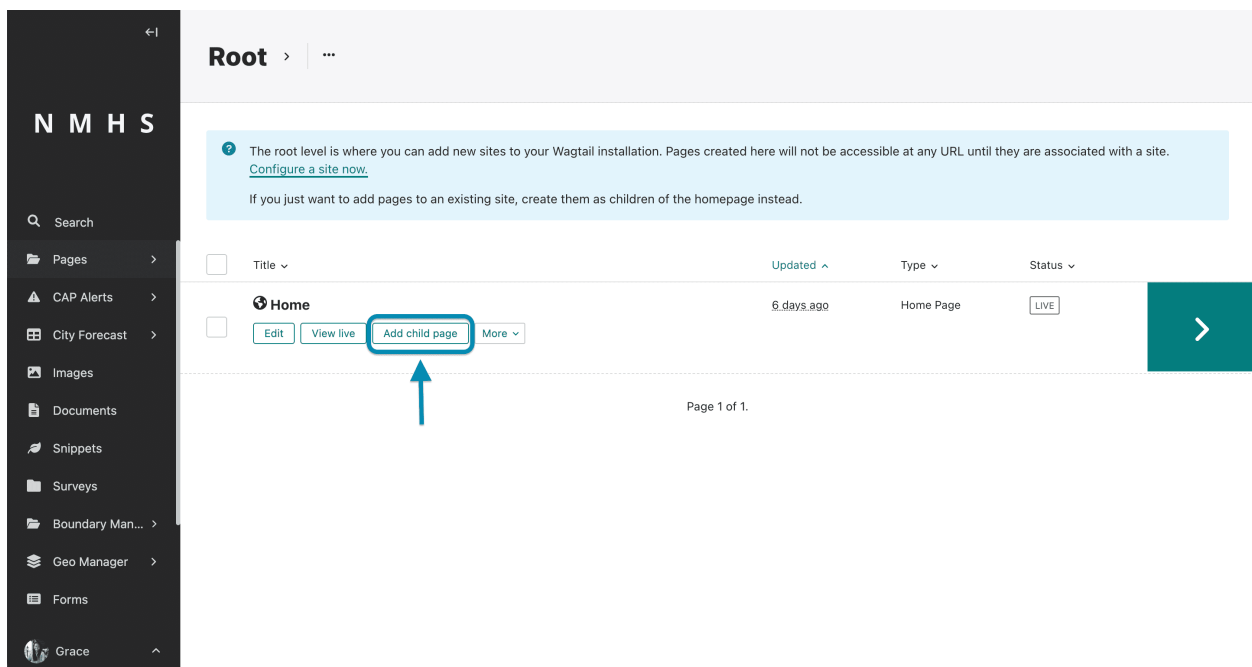 N M H S
Search
Pages
CAP Alerts
City Forecast
Images
Documents
Snippets
Surveys
Boundary Man...
Geo Manager
Forms
Grace
Root
The root level is where you can add new sites to your Wagtail installation. Pages created here will not be accessible at any URL until they are associated with a site.
Configure a site now.
If you just want to add pages to an existing site, create them as children of the homepage instead.
Title Updated Type Status
Home 6 days ago Home Page LIVE
Edit View live Add child page More
Page 1 of 1.